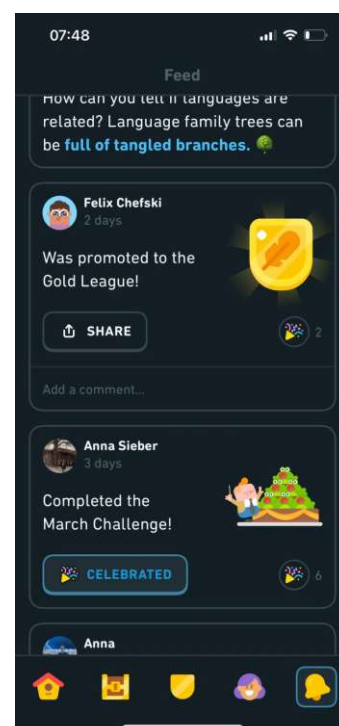 07:48
Feed
How can you tell if languages are
related? Language family trees can
be full of tangled branches.
Felix Chefski
2 days
Was promoted to the
Gold League!
SHARE
2
Add a comment...
Anna Sieber
3 days
Completed the
March Challenge!
CELEBRATED
6
Anna